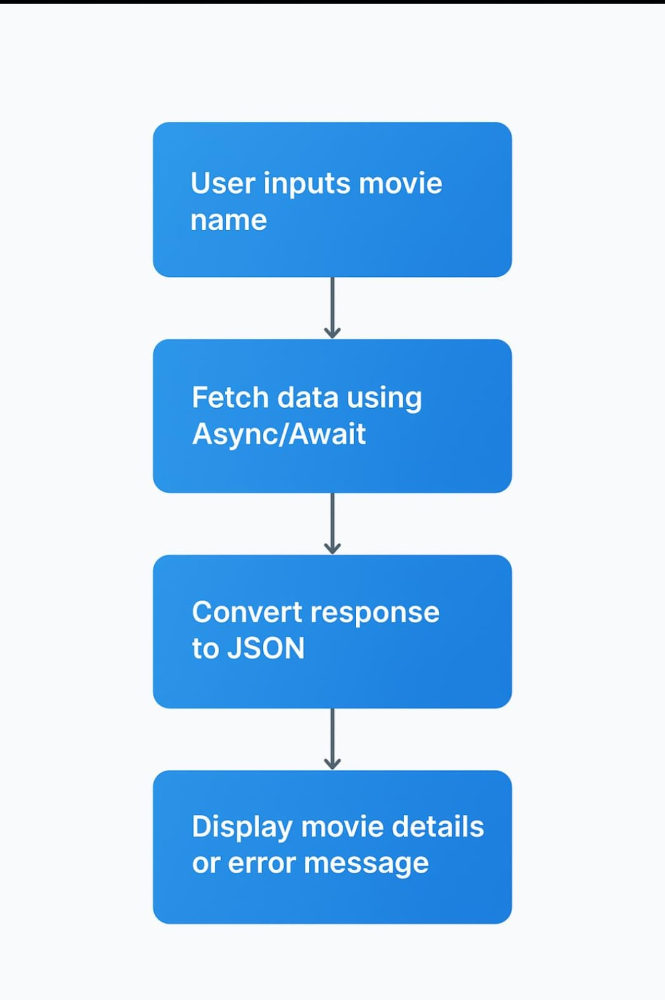 User inputs movie
name
Fetch data using
Async/Await
Convert response
to JSON
Display movie details
or error message